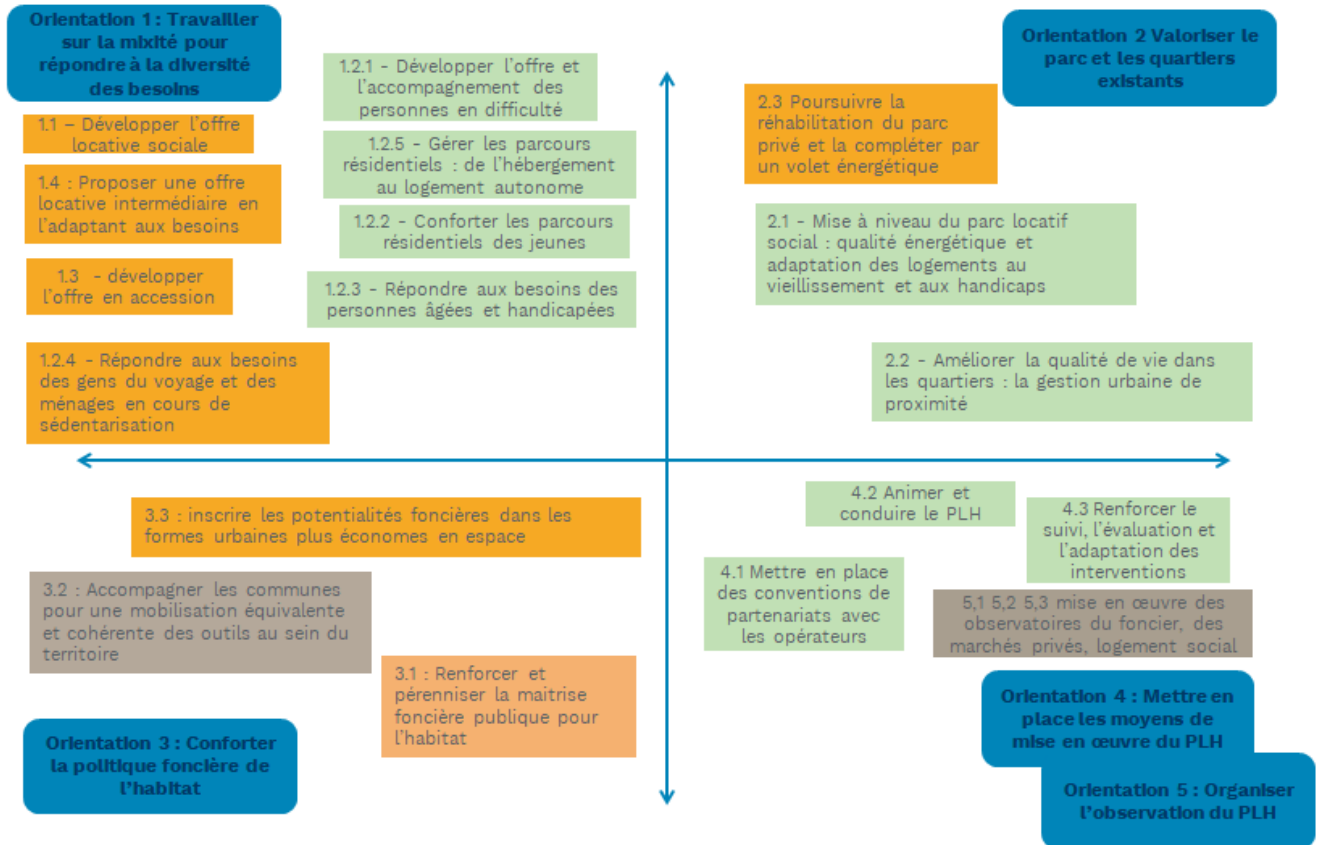 Orientation 1 : Travailler
sur la mixité pour
répondre à la diversité
des besoins
1.1 – Développer l'offre
locative sociale
1.4 : Proposer une offre
locative intermédiaire en
l'adaptant aux besoins
1.3 - développer
l'offre en accession
1.2.4 - Répondre aux besoins
des gens du voyage et des
ménages en cours de
sédentarisation
1.2.1 - Développer l'offre et
l'accompagnement des
personnes en difficulté
1.2.5 - Gérer les parcours
résidentiels : de l'hébergement
au logement autonome
1.2.2 - Conforter les parcours
résidentiels des jeunes
1.2.3 - Répondre aux besoins des
personnes âgées et handicapées
Orientation 2 Valoriser le
parc et les quartiers
existants
2.3 Poursuivre la
réhabilitation du parc
privé et la compléter par
un volet énergétique
2.1 - Mise à niveau du parc locatif
social : qualité énergétique et
adaptation des logements au
vieillissement et aux handicaps
2.2 - Améliorer la qualité de vie dans
les quartiers : la gestion urbaine de
proximité
3.3 : inscrire les potentialités foncières dans les
formes urbaines plus économes en espace
3.2 : Accompagner les communes
pour une mobilisation équivalente
et cohérente des outils au sein du
territoire
3.1 : Renforcer et
pérenniser la maitrise
foncière publique pour
l'habitat
Orientation 3 : Conforter
la politique foncière de
l'habitat
4.2 Animer et
conduire le PLH
4.3 Renforcer le
suivi, l'évaluation et
l'adaptation des
interventions
4.1 Mettre en place
des conventions de
partenariats avec
les opérateurs
5,1 5,2 5,3 mise en œuvre des
observatoires du foncier, des
marchés privés, logement social
Orientation 4 : Mettre en
place les moyens de
mise en œuvre du PLH
Orientation 5 : Organiser
l'observation du PLH